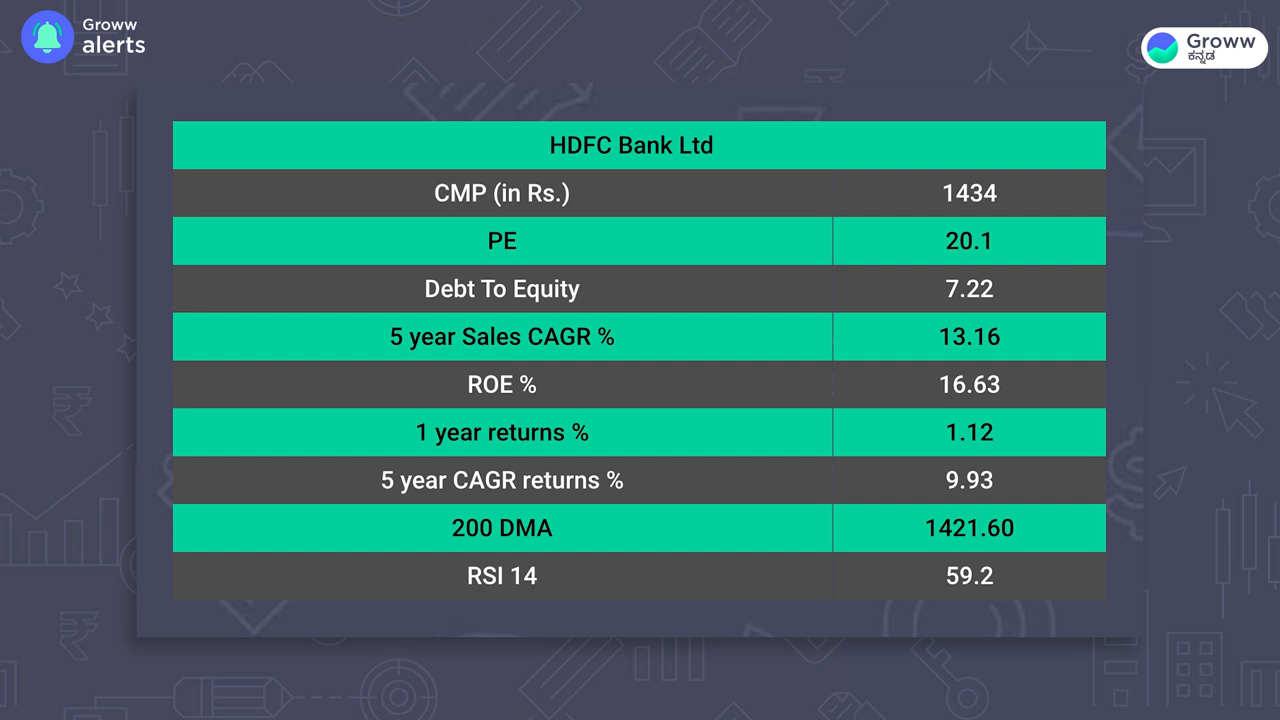 Groww
alerts
Groww
ಕನ್ನಡ
HDFC Bank Ltd
CMP (in Rs.) 1434
PE 20.1
Debt To Equity 7.22
5 year Sales CAGR % 13.16
ROE % 16.63
1 year returns % 1.12
5 year CAGR returns % 9.93
200 DMA 1421.60
RSI 14 59.2